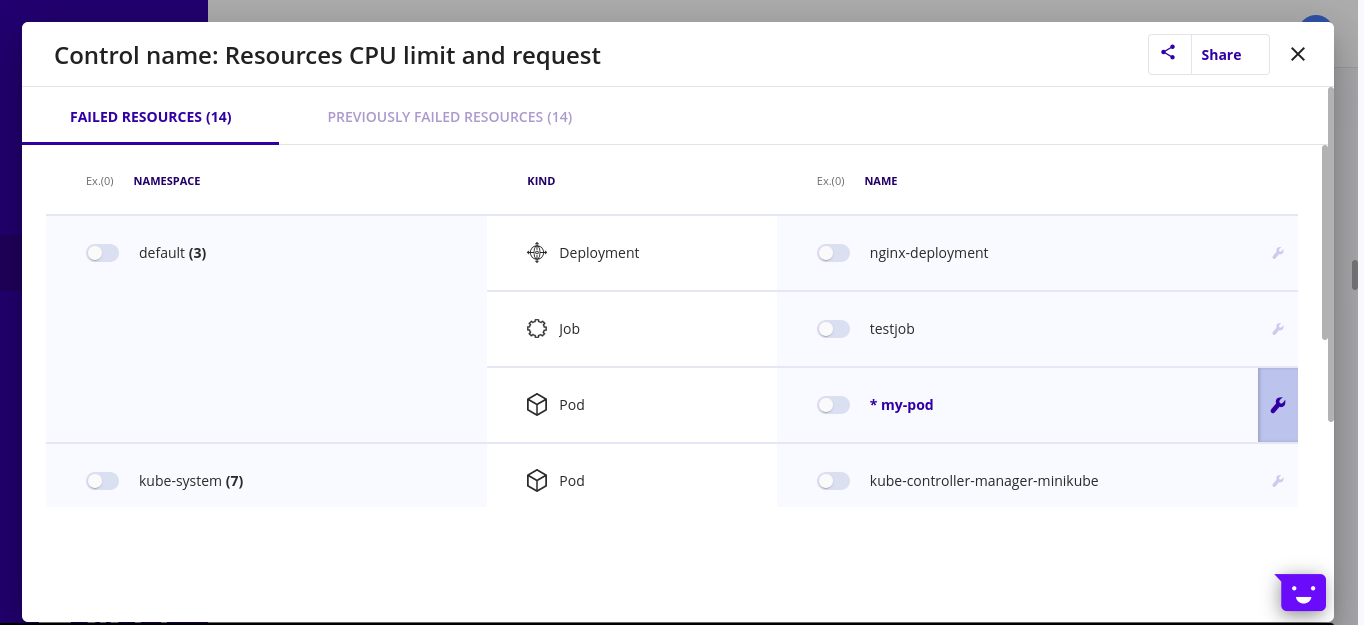 Control name: Resources CPU limit and request
Share
FAILED RESOURCES (14)
PREVIOUSLY FAILED RESOURCES (14)
Ex.(0) NAMESPACE KIND Ex.(0) NAME
default (3) Deployment nginx-deployment
Job testjob
Pod * my-pod
kube-system (7) Pod kube-controller-manager-minikube